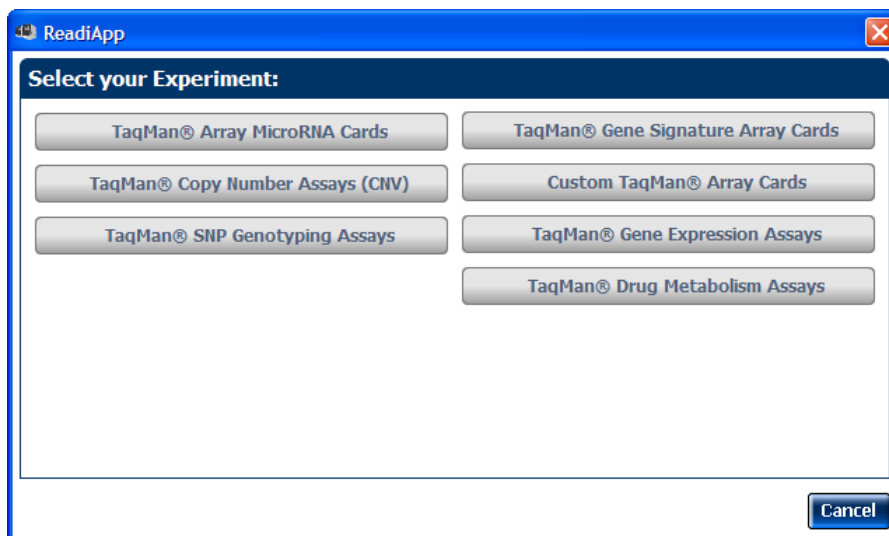 ReadiApp
Select your Experiment:
TaqMan® Array MicroRNA Cards
TaqMan® Gene Signature Array Cards
TaqMan® Copy Number Assays (CNV)
Custom TaqMan® Array Cards
TaqMan® SNP Genotyping Assays
TaqMan® Gene Expression Assays
TaqMan® Drug Metabolism Assays
Cancel